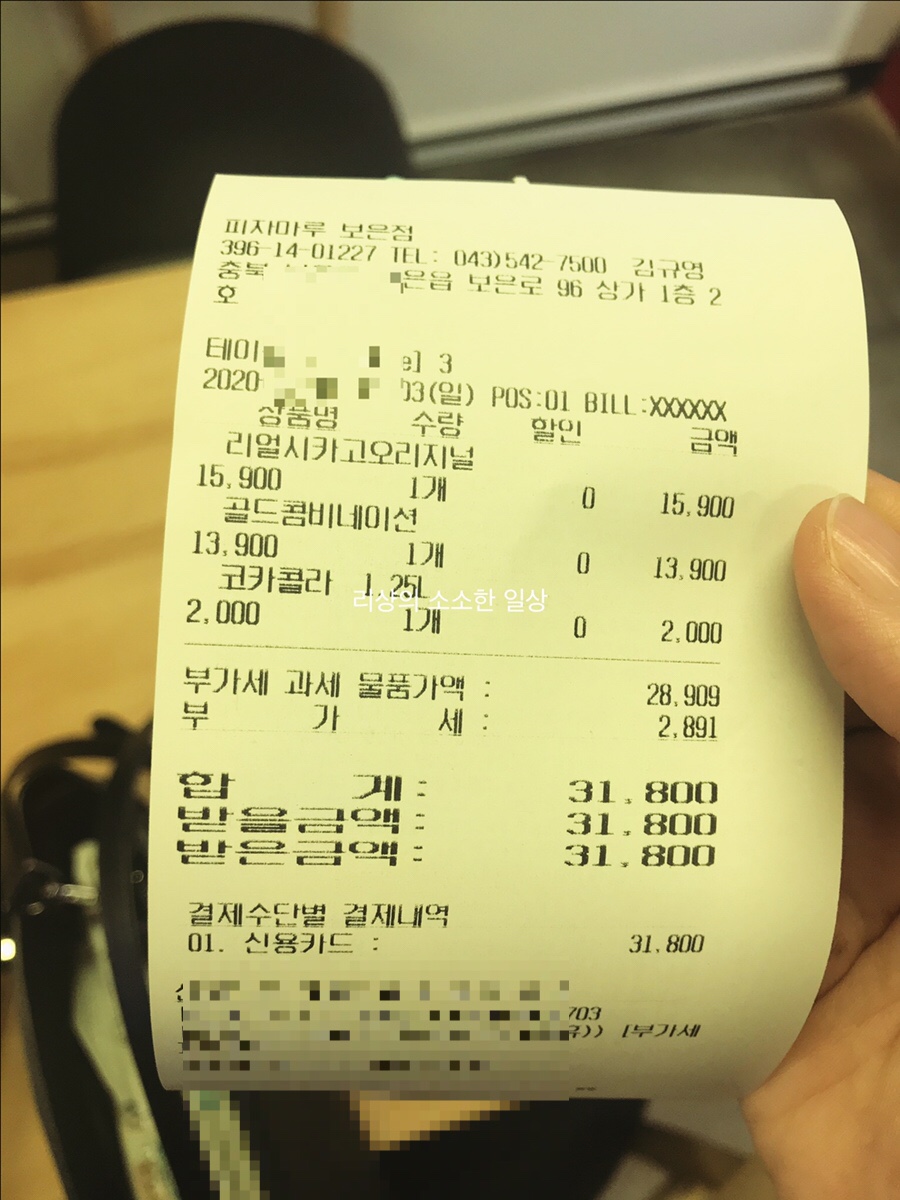 피자마루 보은점
396-14-01227 TEL: 043)542-7500 김규영
충북 은읍 보은로 96 상가 1층 2
호
테이 e] 3
2020- 03(일) POS:01 BILL:XXXXXX
상품명 수량 할인 금액
리얼시카고오리지널
15,900 1개 0 15,900
골드콤비네이션
13,900 1개 0 13,900
코카콜라 1.25L
리상의 소소한 일상
2,000 1개 0 2,000
부가세 과세 물품가액 : 28,909
부 가 세 : 2,891
합 계 : 31,800
받을금액 : 31,800
받은금액 : 31,800
결제수단별 결제내역
01. 신용카드 : 31,800
703
유)) [부가세